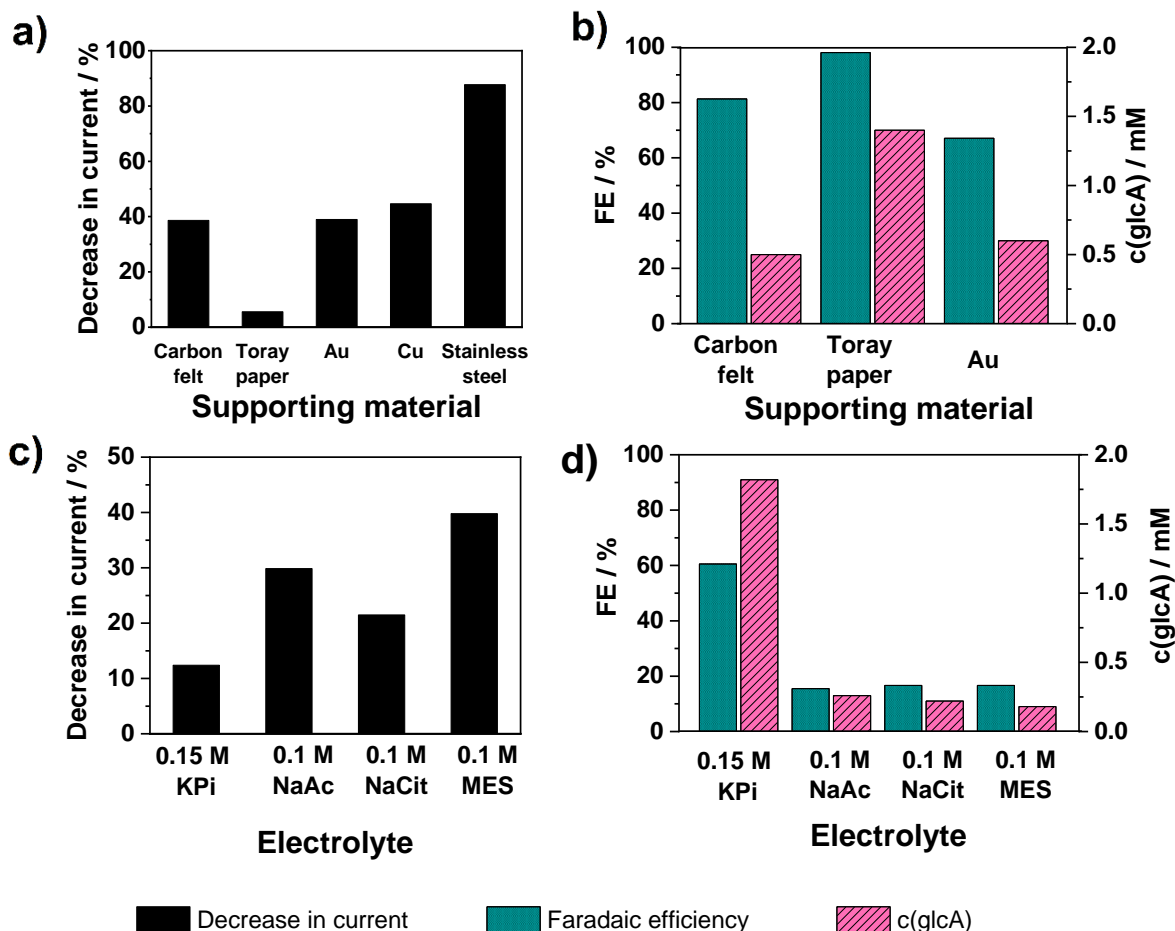 a)
Decrease in current / %
100
80
60
40
20
0
Carbon felt
Toray paper
Au
Cu
Stainless steel
Supporting material
b)
FE / %
100
80
60
40
20
0
2.0
1.5
1.0
0.5
0.0
c(glcA) / mM
Carbon felt
Toray paper
Au
Supporting material
c)
Decrease in current / %
50
40
30
20
10
0
0.15 M KPi
0.1 M NaAc
0.1 M NaCit
0.1 M MES
Electrolyte
d)
FE / %
100
80
60
40
20
0
2.0
1.5
1.0
0.5
0.0
c(glcA) / mM
0.15 M KPi
0.1 M NaAc
0.1 M NaCit
0.1 M MES
Electrolyte
Decrease in current
Faradaic efficiency
c(glcA)